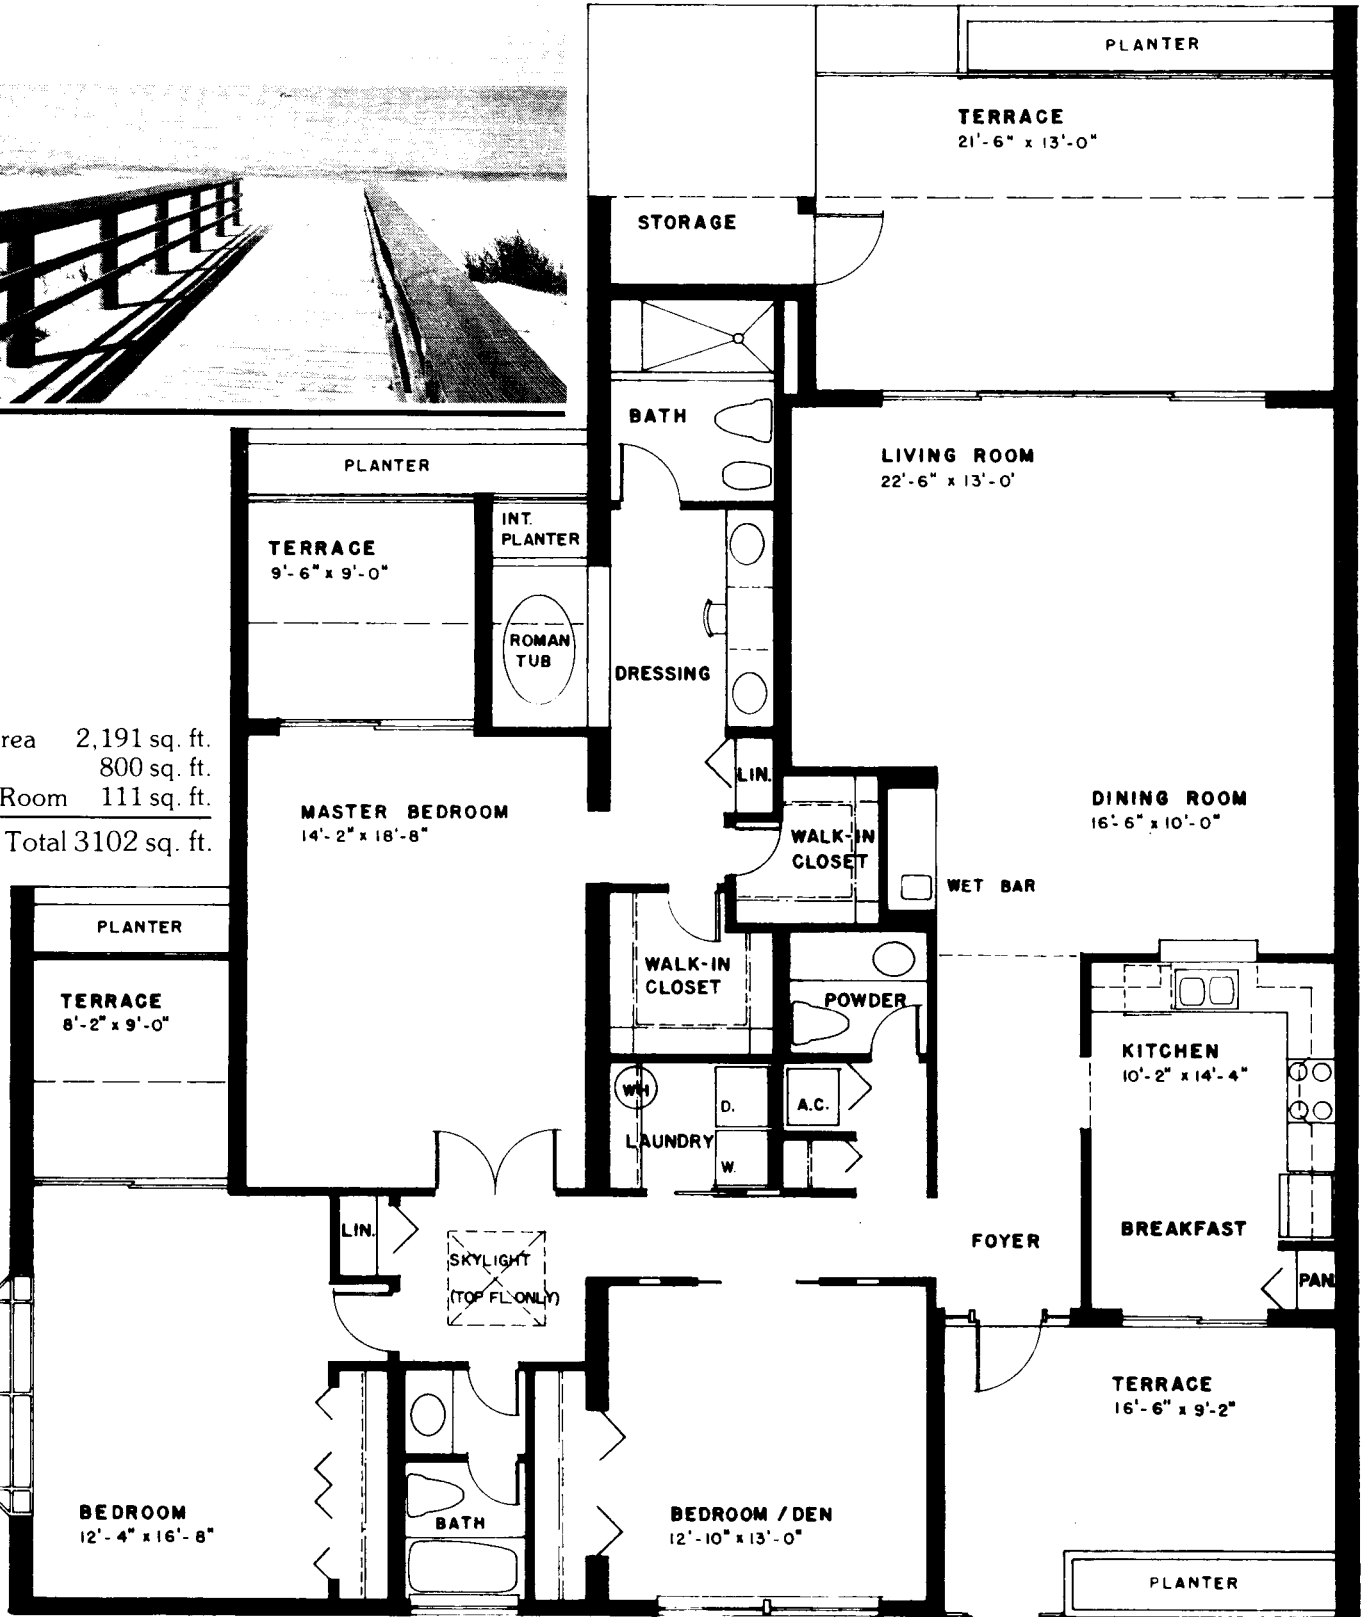 PLANTER
TERRACE
21'-6" x 13'-0"
STORAGE
BATH
LIVING ROOM
22'-6" x 13'-0'
PLANTER
INT.
PLANTER
TERRACE
9'-6" x 9'-0"
ROMAN
TUB
DRESSING
rea 2,191 sq. ft.
800 sq. ft.
Room 111 sq. ft.
Total 3102 sq. ft.
LIN.
MASTER BEDROOM
14'-2" x 18'-8"
WALK-IN
CLOSET
DINING ROOM
16'-6" x 10'-0"
WET BAR
PLANTER
WALK-IN
CLOSET
POWDER
TERRACE
8'-2" x 9'-0"
KITCHEN
10'-2" x 14'-4"
WH
D.
A.C.
LAUNDRY
W.
LIN.
SKYLIGHT
(TOP FL. ONLY)
FOYER
BREAKFAST
PAN.
TERRACE
16'-6" x 9'-2"
BEDROOM
12'-4" x 16'-8"
BATH
BEDROOM / DEN
12'-10" x 13'-0"
PLANTER